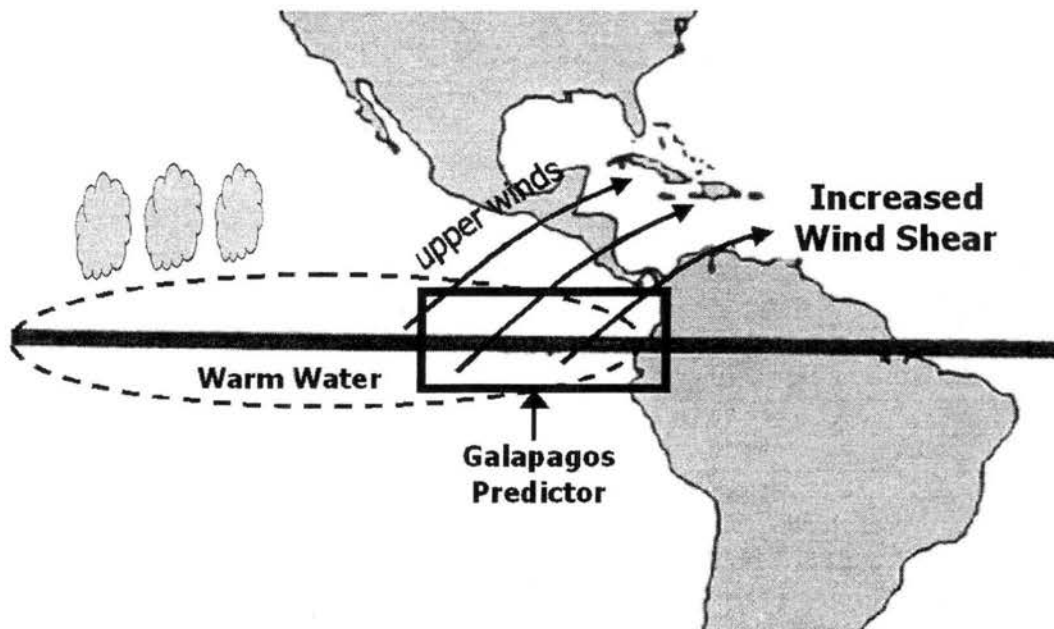 upper winds
Increased
Wind Shear
Warm Water
Galapagos
Predictor